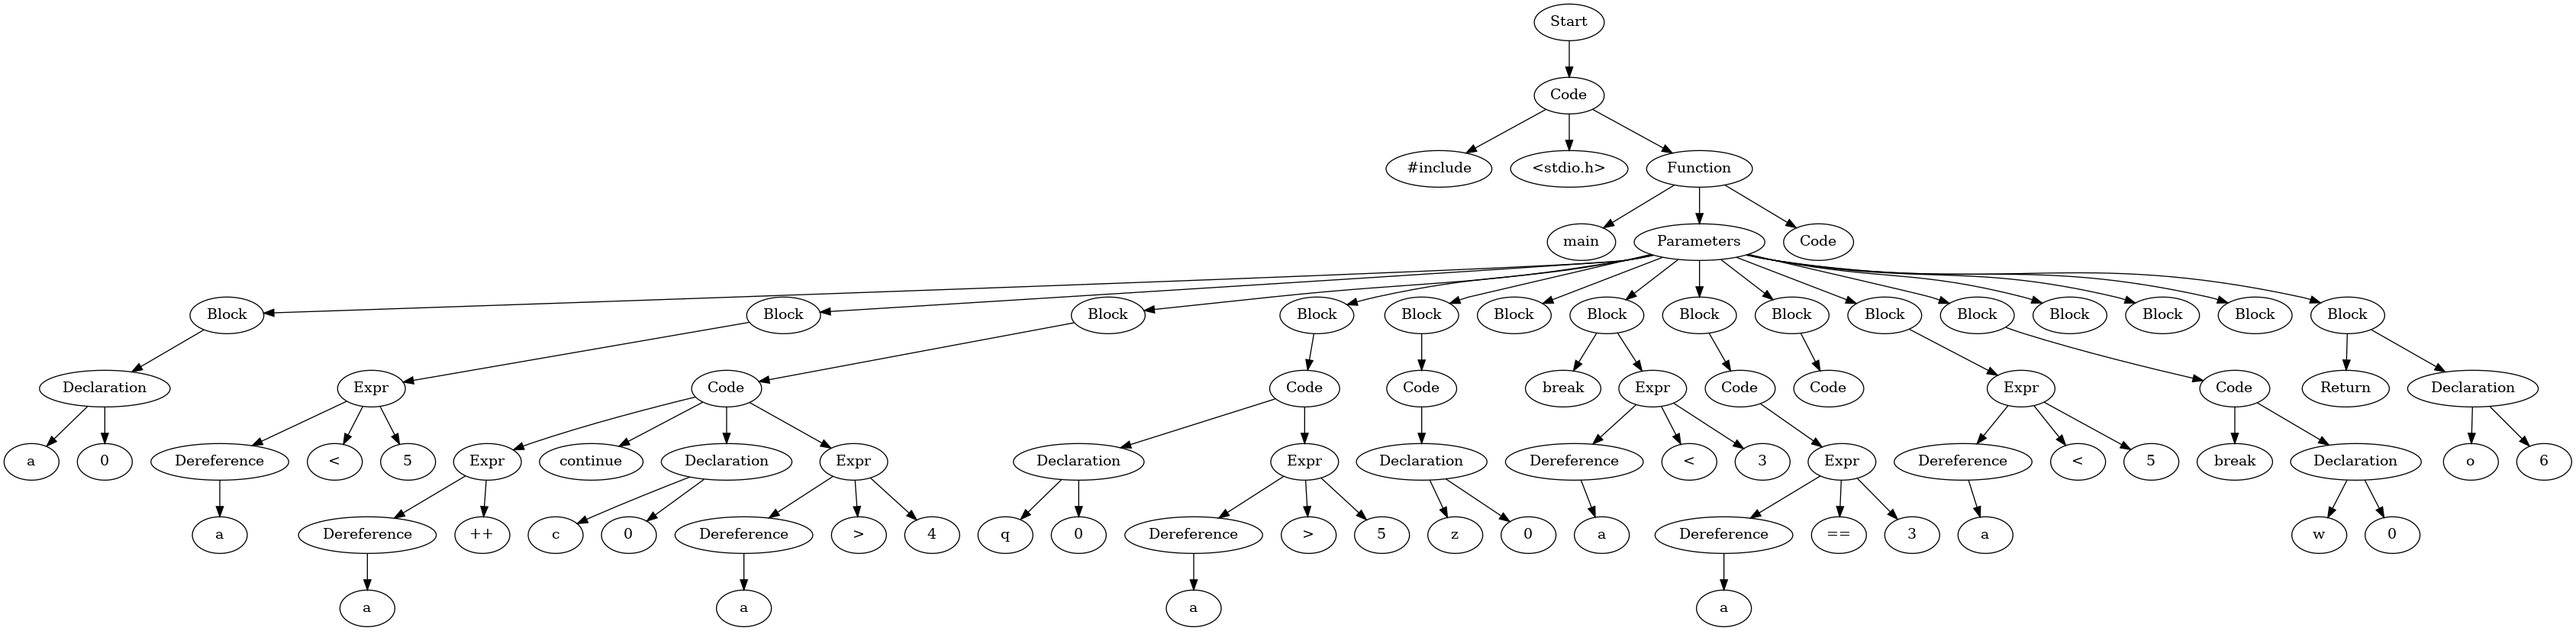 Start
Code
#include <stdio.h> Function
main Parameters Code
Block Block Block Block Block Block Block Block Block Block Block Block Block Block Block
Declaration Expr Code Code Code break Expr Code Code Expr Code Return Declaration
a 0 Dereference < 5 Expr continue Declaration Expr Declaration Expr Declaration Dereference < 3 Expr Dereference < 5 break Declaration o 6
a Dereference ++ c 0 Dereference > 4 q 0 Dereference > 5 z 0 a Dereference == 3 a w 0
a a a a